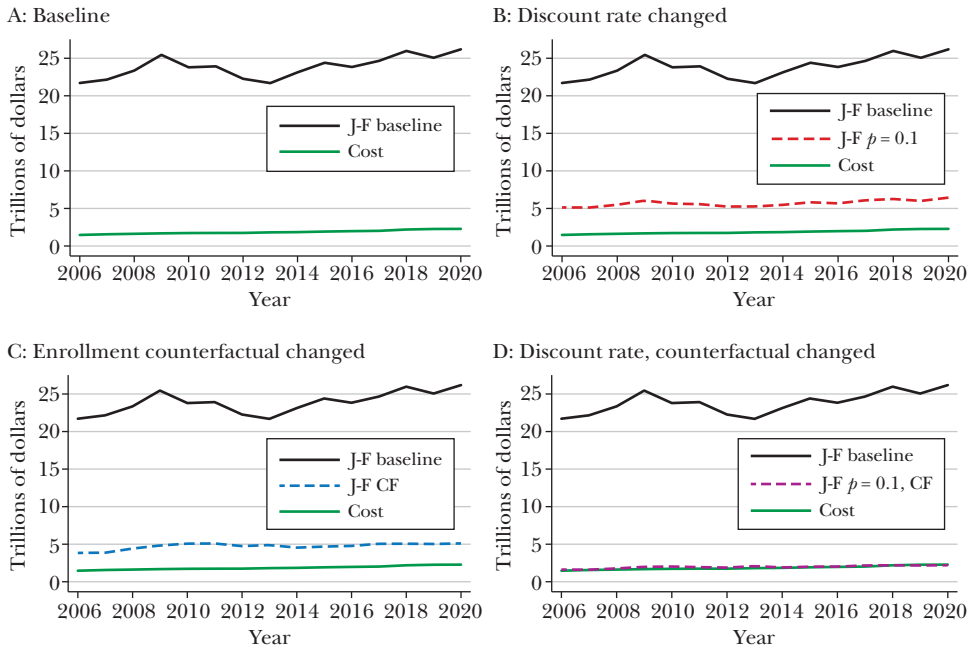 A: Baseline
Trillions of dollars
25
20
15
10
5
0
J-F baseline
Cost
2006 2008 2010 2012 2014 2016 2018 2020
Year
B: Discount rate changed
Trillions of dollars
25
20
15
10
5
0
J-F baseline
J-F p = 0.1
Cost
2006 2008 2010 2012 2014 2016 2018 2020
Year
C: Enrollment counterfactual changed
Trillions of dollars
25
20
15
10
5
0
J-F baseline
J-F CF
Cost
2006 2008 2010 2012 2014 2016 2018 2020
Year
D: Discount rate, counterfactual changed
Trillions of dollars
25
20
15
10
5
0
J-F baseline
J-F p = 0.1, CF
Cost
2006 2008 2010 2012 2014 2016 2018 2020
Year